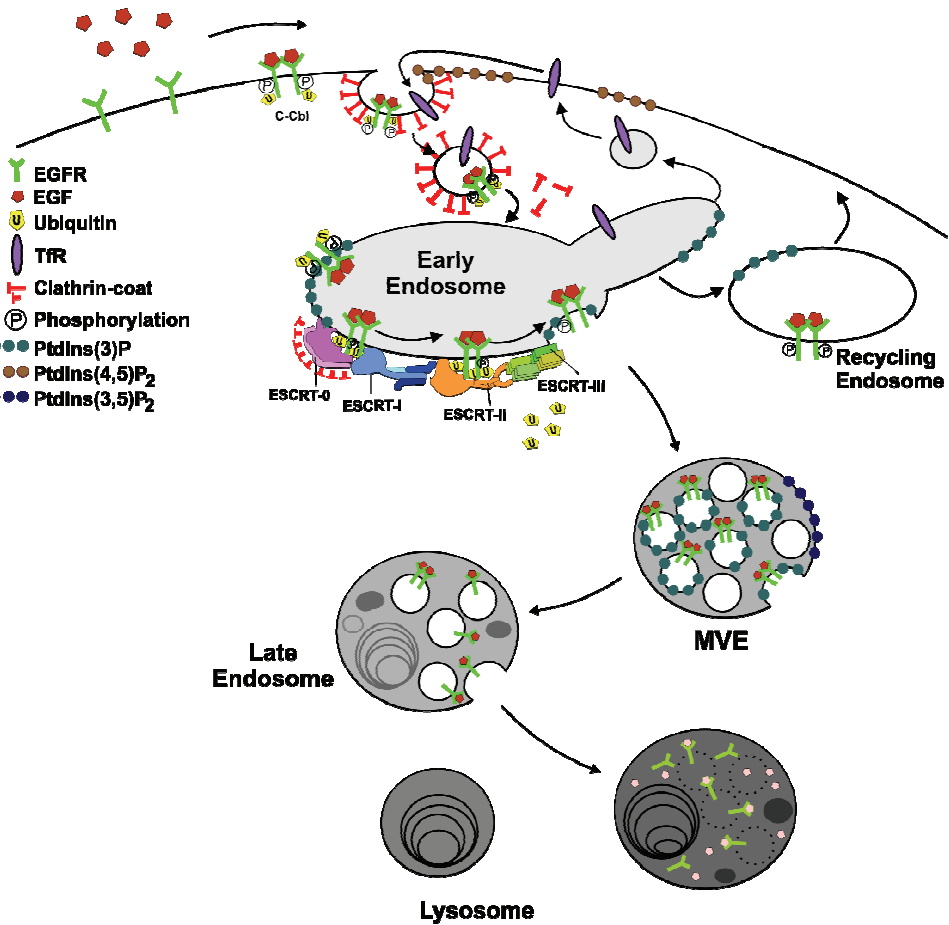 C-Cbl
EGFR
EGF
Ubiquitin
TfR
Clathrin-coat
P Phosphorylation
PtdIns(3)P
PtdIns(4,5)P2
PtdIns(3,5)P2
Early
Endosome
ESCRT-0
ESCRT-I
ESCRT-II
ESCRT-III
Recycling
Endosome
MVE
Late
Endosome
Lysosome